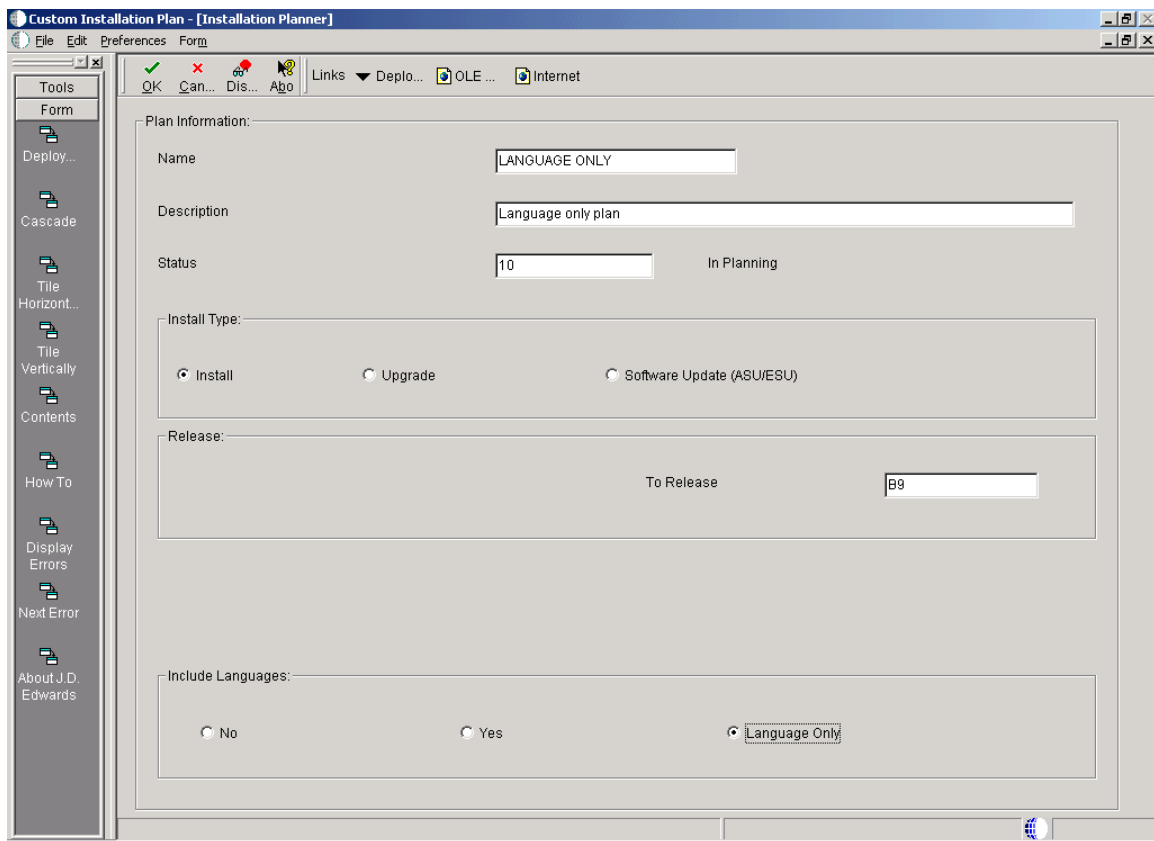 Custom Installation Plan - [Installation Planner]
File Edit Preferences Form
Tools
Form
Deploy...
Cascade
Tile
Horizont...
Tile
Vertically
Contents
How To
Display
Errors
Next Error
About J.D.
Edwards
OK Can... Dis... Abo Links Deplo... OLE ... Internet
Plan Information:
Name LANGUAGE ONLY
Description Language only plan
Status 10 In Planning
Install Type:
Install Upgrade Software Update (ASU/ESU)
Release:
To Release B9
Include Languages:
No Yes Language Only